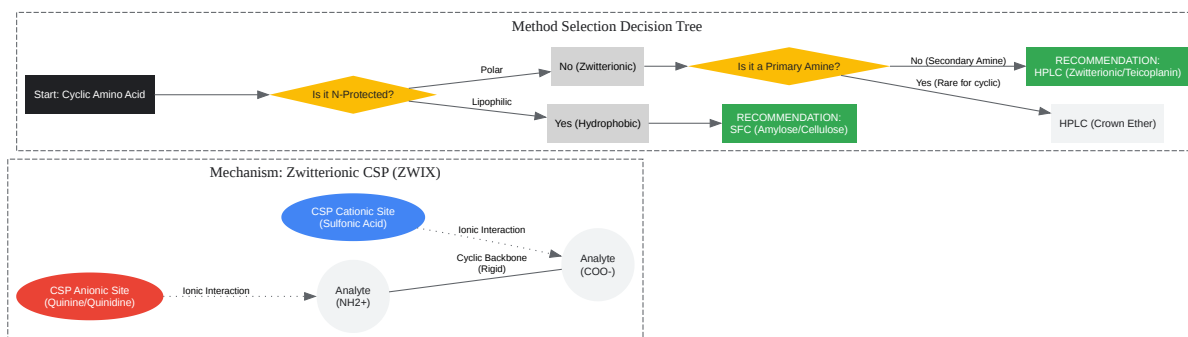 Method Selection Decision Tree
Start: Cyclic Amino Acid
Is it N-Protected?
Polar
Lipophilic
No (Zwitterionic)
Yes (Hydrophobic)
Is it a Primary Amine?
RECOMMENDATION:
SFC (Amylose/Cellulose)
No (Secondary Amine)
Yes (Rare for cyclic)
RECOMMENDATION:
HPLC (Zwitterionic/Teicoplanin)
HPLC (Crown Ether)
Mechanism: Zwitterionic CSP (ZWIX)
CSP Cationic Site
(Sulfonic Acid)
Ionic Interaction
Analyte
(COO-)
Cyclic Backbone
(Rigid)
CSP Anionic Site
(Quinine/Quinidine)
Ionic Interaction
Analyte
(NH2+)